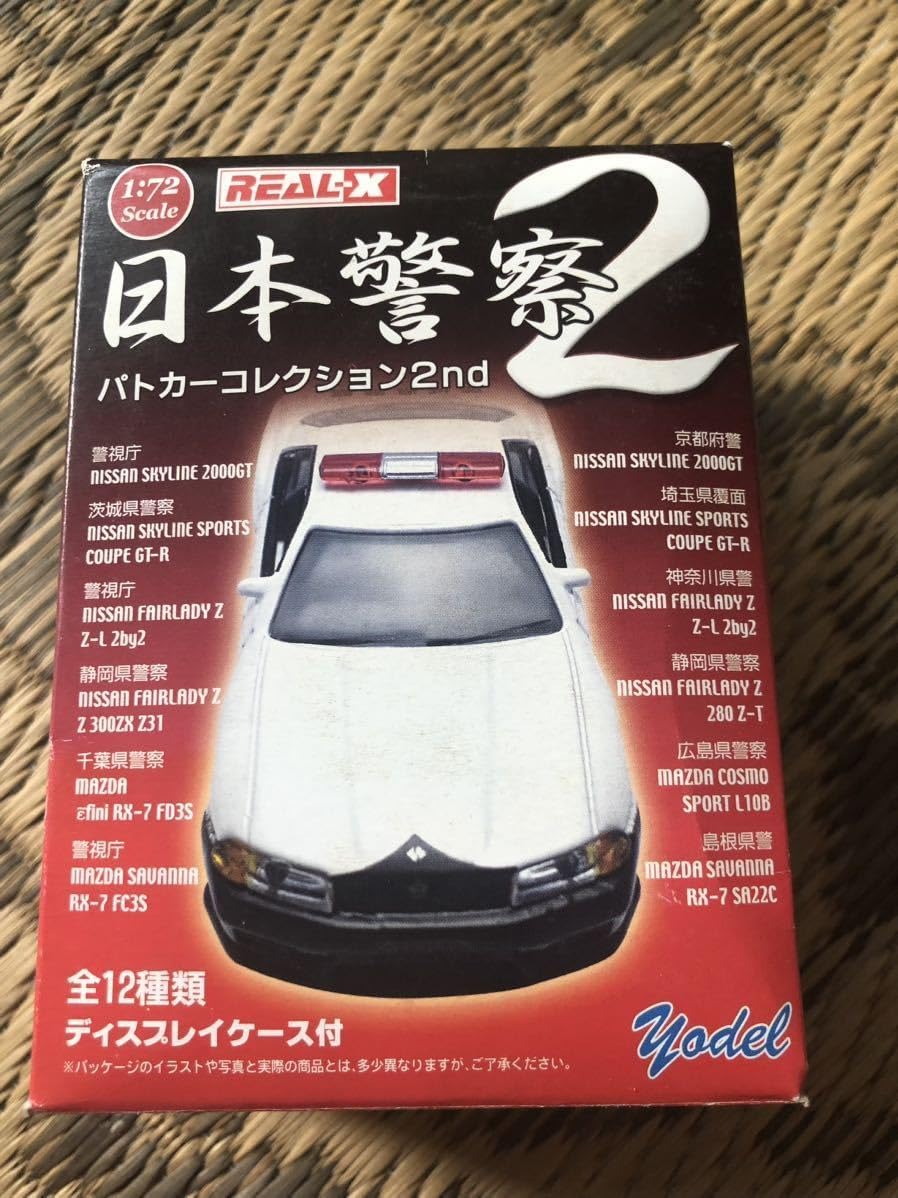 1:72
Scale
REAL-X
日本警察2
パトカーコレクション2nd
警視庁
NISSAN SKYLINE 2000GT
茨城県警察
NISSAN SKYLINE SPORTS
COUPE GT-R
警視庁
NISSAN FAIRLADY Z
Z-L 2by2
静岡県警察
NISSAN FAIRLADY Z
Z 300ZX Z31
千葉県警察
MAZDA
ε̃fini RX-7 FD3S
警視庁
MAZDA SAVANNA
RX-7 FC3S
京都府警
NISSAN SKYLINE 2000GT
埼玉県覆面
NISSAN SKYLINE SPORTS
COUPE GT-R
神奈川県警
NISSAN FAIRLADY Z
Z-L 2by2
静岡県警察
NISSAN FAIRLADY Z
280 Z-T
広島県警察
MAZDA COSMO
SPORT L10B
島根県警
MAZDA SAVANNA
RX-7 SA22C
全12種類
ディスプレイケース付
※パッケージのイラストや写真と実際の商品とは、多少異なりますが、ご了承ください。
yodel